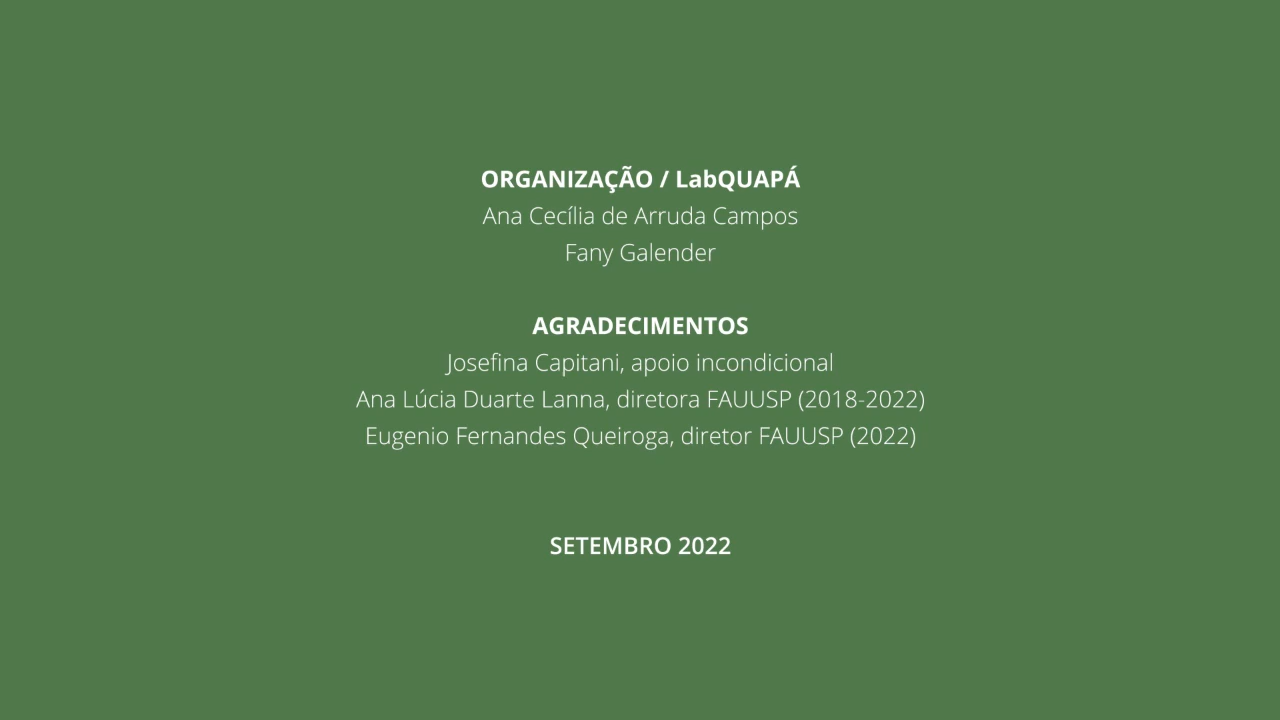 ORGANIZAÇÃO / LabQUAPÁ
Ana Cecília de Arruda Campos
Fany Galender
AGRADECIMENTOS
Josefina Capitani, apoio incondicional
Ana Lúcia Duarte Lanna, diretora FAUUSP (2018-2022)
Eugenio Fernandes Queiroga, diretor FAUUSP (2022)
SETEMBRO 2022